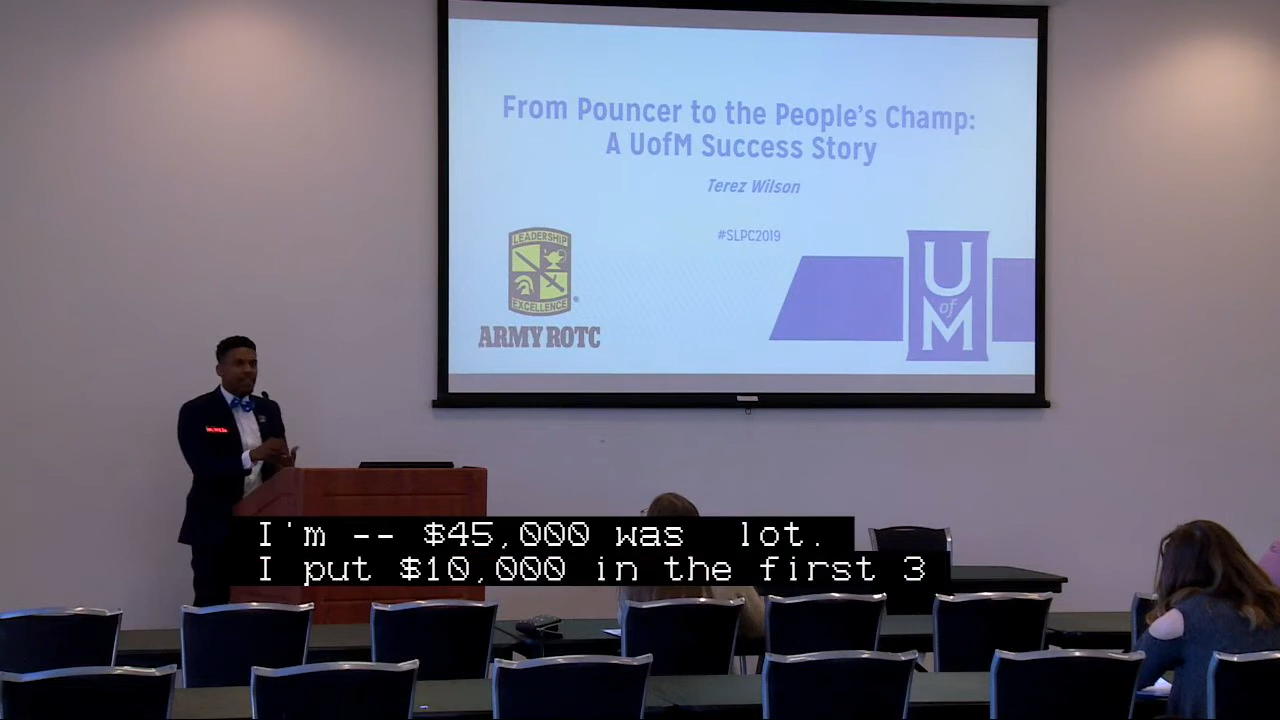 From Pouncer to the People's Champ:
A UofM Success Story
Terez Wilson
#SLPC2019
LEADERSHIP
EXCELLENCE
ARMY ROTC
U
of
M
I'm -- $45,000 was  lot.
I put $10,000 in the first 3